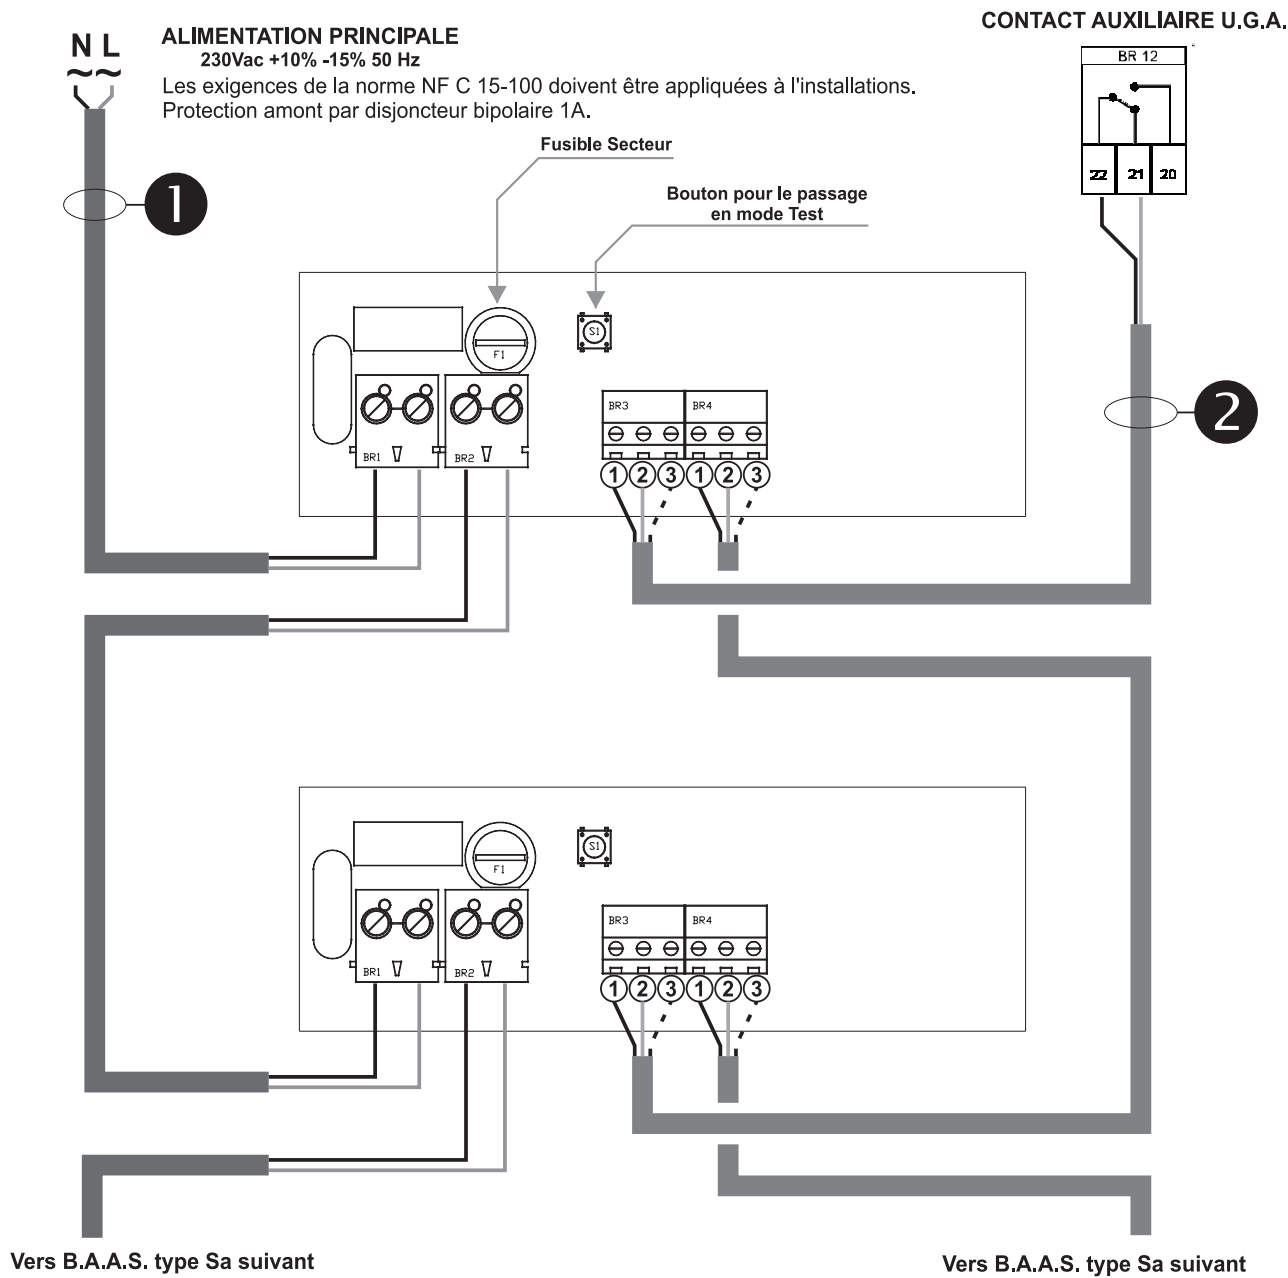 CONTACT AUXILIAIRE U.G.A.
N L
ALIMENTATION PRINCIPALE
230Vac +10% -15% 50 Hz
Les exigences de la norme NF C 15-100 doivent être appliquées à l'installations.
Protection amont par disjoncteur bipolaire 1A.
BR 12
22 21 20
Fusible Secteur
Bouton pour le passage
en mode Test
1
2
F1
S1
BR3 BR4
BR1 BR2
1 2 3 1 2 3
F1
S1
BR3 BR4
BR1 BR2
1 2 3 1 2 3
Vers B.A.A.S. type Sa suivant
Vers B.A.A.S. type Sa suivant